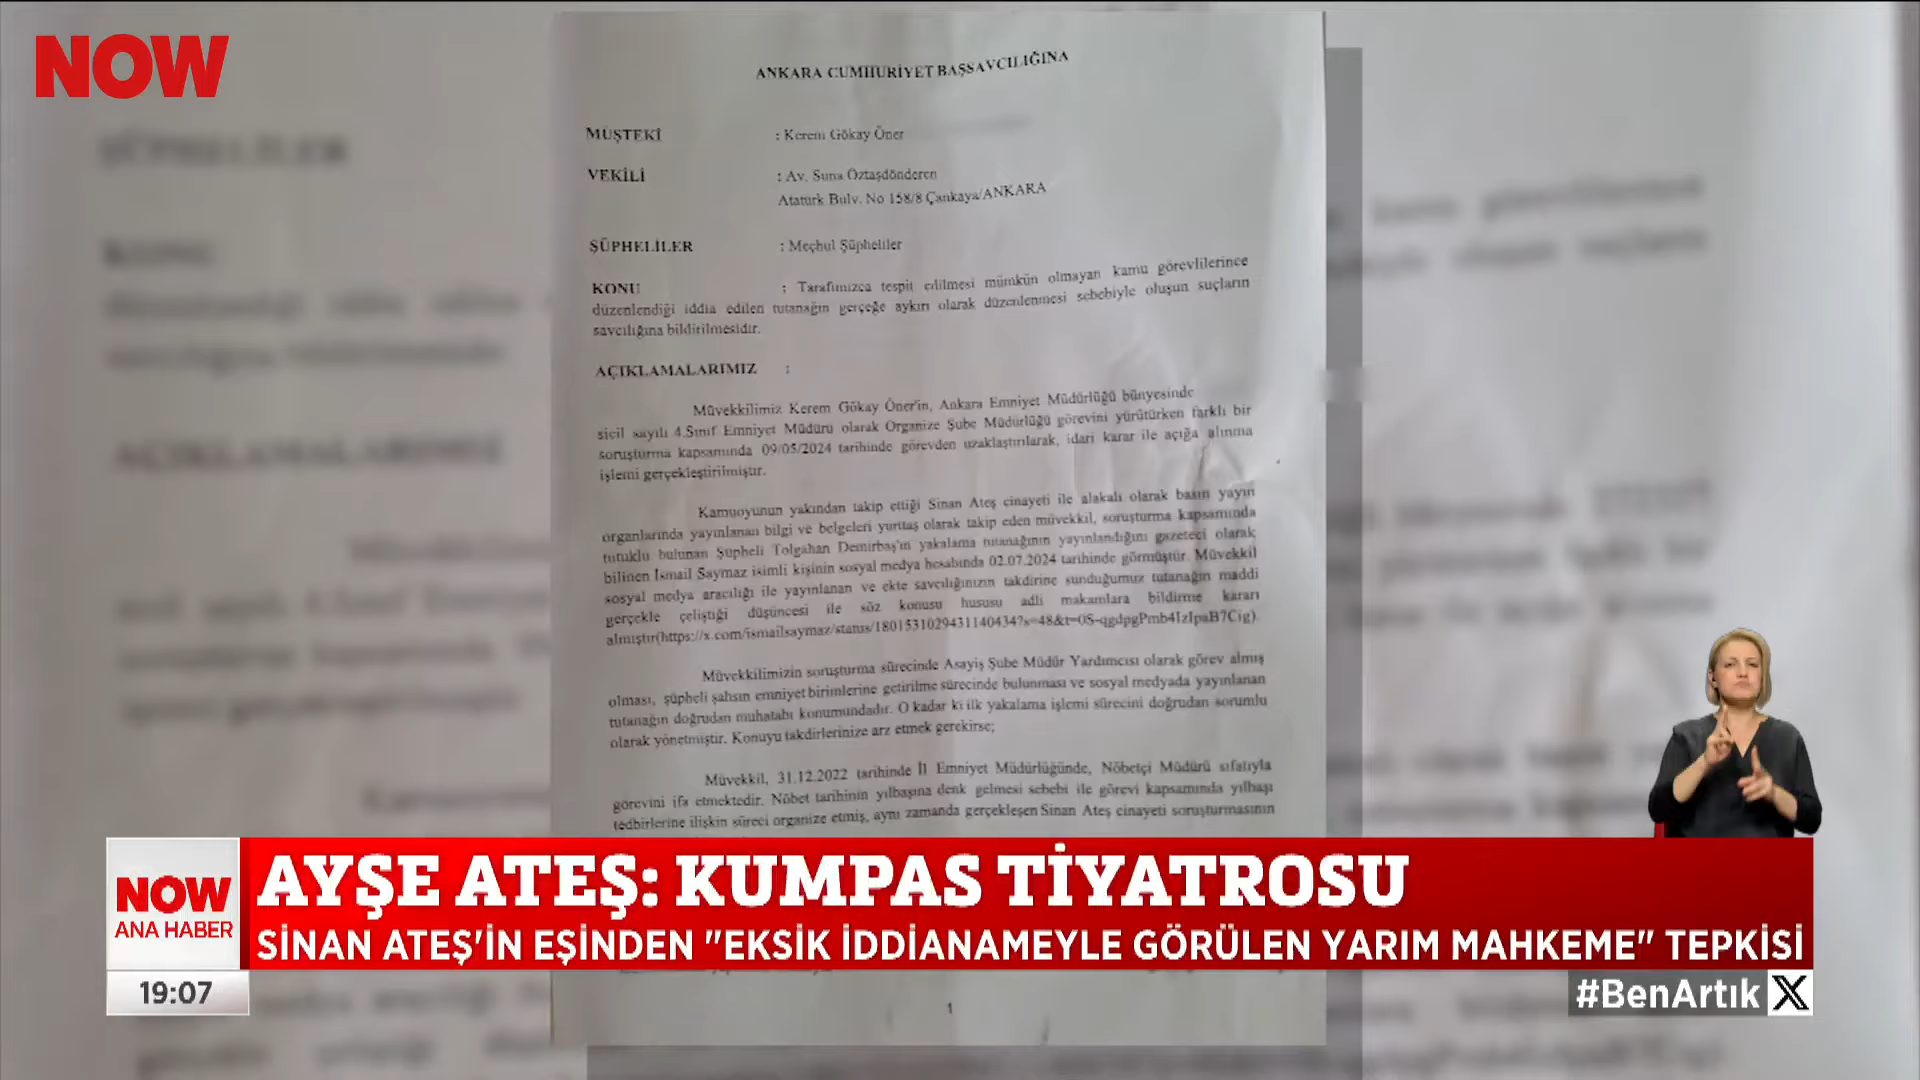 NOW
ANKARA CUMHURİYET BAŞSAVCILIĞINA
MÜŞTEKİ : Kerem Gökay Öner
VEKİLİ : Av. Suna Öztaşdönderen
Atatürk Bulv. No 158/8 Çankaya/ANKARA
ŞÜPHELİLER : Meçhul Şüpheliler
KONU : Tarafımızca tespit edilmesi mümkün olmayan kamu görevlilerince
düzenlendiği iddia edilen tutanağın gerçeğe aykırı olarak düzenlenmesi sebebiyle oluşun suçların
savcılığına bildirilmesidir.
AÇIKLAMALARIMIZ :
Müvekkilimiz Kerem Gökay Öner'in, Ankara Emniyet Müdürlüğü bünyesinde
sicil sayılı 4.Sınıf Emniyet Müdürü olarak Organize Şube Müdürlüğü görevini yürütürken farklı bir
soruşturma kapsamında 09/05/2024 tarihinde görevden uzaklaştırılarak, idari karar ile açığa alınma
işlemi gerçekleştirilmiştir.
Kamuoyunun yakından takip ettiği Sinan Ateş cinayeti ile alakalı olarak basın yayın
organlarında yayınlanan bilgi ve belgeleri yurttaş olarak takip eden müvekkil, soruşturma kapsamında
tutuklu bulunan Şüpheli Tolgahan Demirbaş'ın yakalama tutanağının yayınlandığını gazeteci olarak
bilinen İsmail Saymaz isimli kişinin sosyal medya hesabında 02.07.2024 tarihinde görmüştür. Müvekkil
sosyal medya aracılığı ile yayınlanan ve ekte savcılığınızın takdirine sunduğumuz tutanağın maddi
gerçekle çeliştiği düşüncesi ile söz konusu hususu adli makamlara bildirme kararı
almıştır(https://x.com/ismailsaymaz/status/1801531029431140434?s=48&t=0S-qgdpgPmb4IzIpaB7Cig).
Müvekkilimizin soruşturma sürecinde Asayiş Şube Müdür Yardımcısı olarak görev almış
olması, şüpheli şahsın emniyet birimlerine getirilme sürecinde bulunması ve sosyal medyada yayınlanan
tutanağın doğrudan muhatabı konumundadır. O kadar ki ilk yakalama işlemi sürecini doğrudan sorumlu
olarak yönetmiştir. Konuyu takdirlerinize arz etmek gerekirse;
Müvekkil, 31.12.2022 tarihinde İl Emniyet Müdürlüğünde, Nöbetçi Müdürü sıfatıyla
görevini ifa etmektedir. Nöbet tarihinin yılbaşına denk gelmesi sebebi ile görevi kapsamında yılbaşı
tedbirlerine ilişkin süreci organize etmiş, aynı zamanda gerçekleşen Sinan Ateş cinayeti soruşturmasının
NOW
ANA HABER
AYŞE ATEŞ: KUMPAS TİYATROSU
SİNAN ATEŞ'İN EŞİNDEN "EKSİK İDDİANAMEYLE GÖRÜLEN YARIM MAHKEME" TEPKİSİ
19:07
#BenArtık X
1